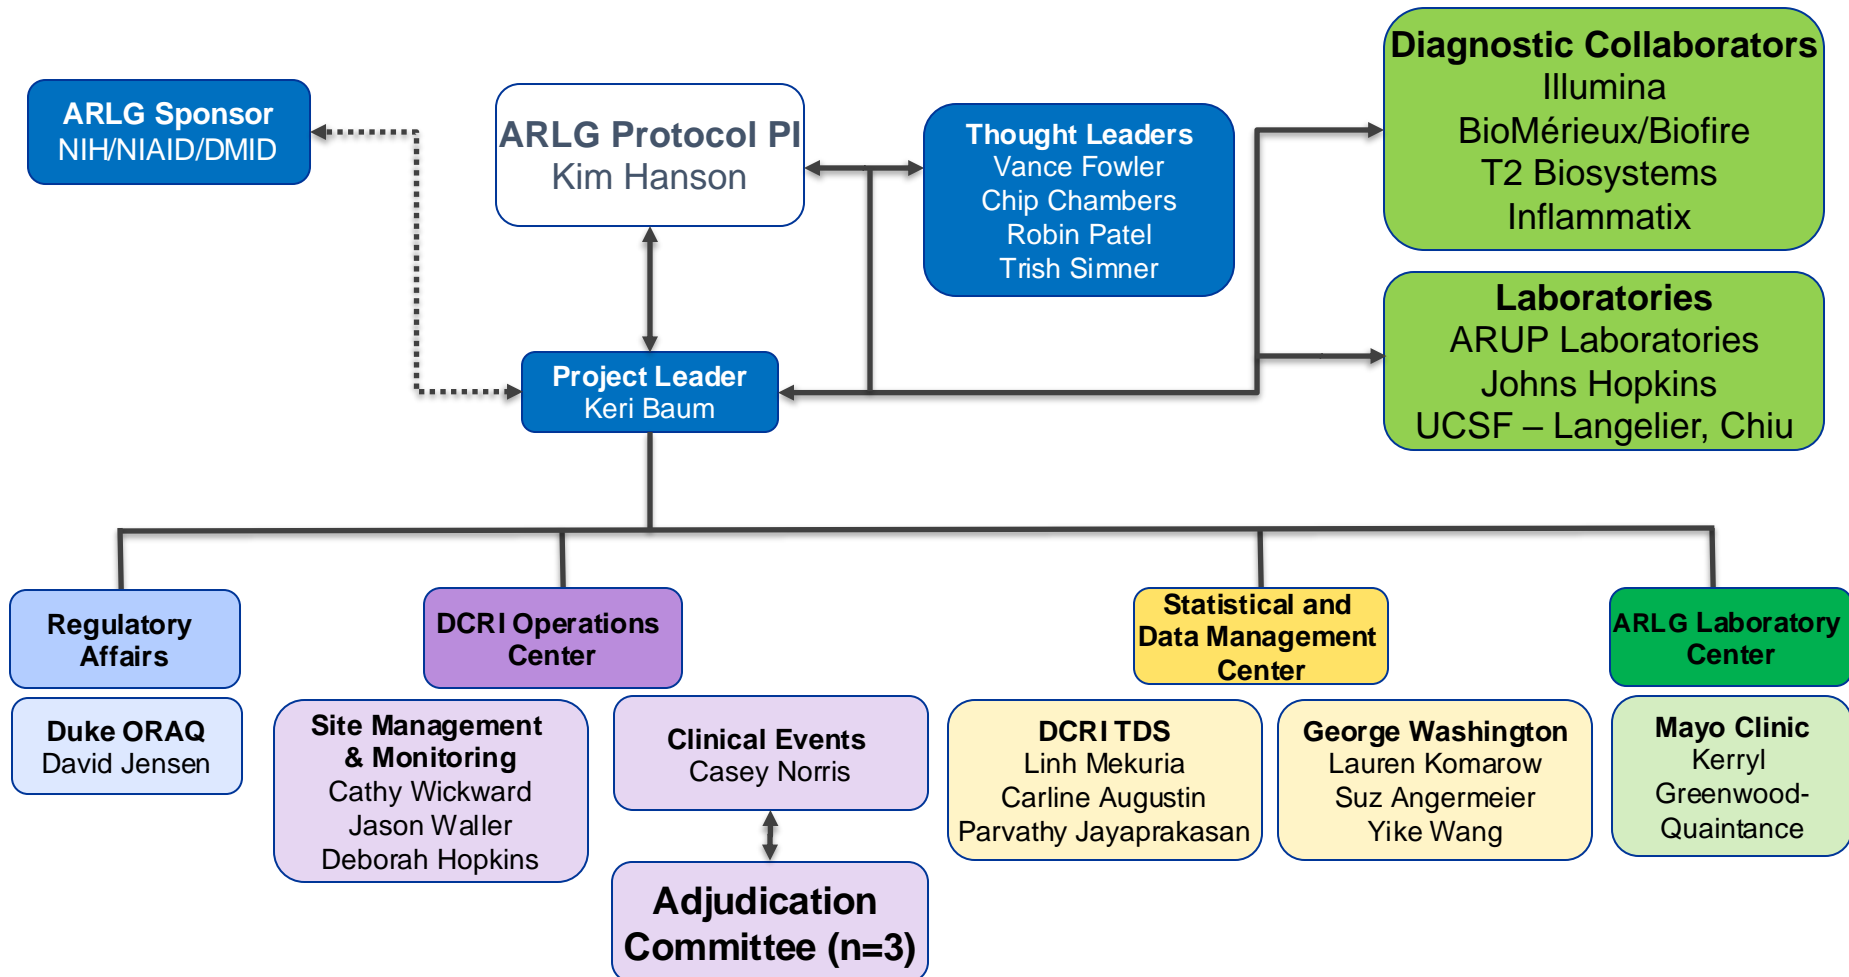 ARLG Sponsor
NIH/NIAID/DMID
ARLG Protocol PI
Kim Hanson
Thought Leaders
Vance Fowler
Chip Chambers
Robin Patel
Trish Simner
Diagnostic Collaborators
Illumina
BioMérieux/Biofire
T2 Biosystems
Inflammatix
Laboratories
ARUP Laboratories
Johns Hopkins
UCSF – Langelier, Chiu
Project Leader
Keri Baum
Regulatory
Affairs
Duke ORAQ
David Jensen
DCRI Operations
Center
Site Management
& Monitoring
Cathy Wickward
Jason Waller
Deborah Hopkins
Clinical Events
Casey Norris
Adjudication
Committee (n=3)
Statistical and
Data Management
Center
DCRI TDS
Linh Mekuria
Carline Augustin
Parvathy Jayaprakasan
George Washington
Lauren Komarow
Suz Angermeier
Yike Wang
ARLG Laboratory
Center
Mayo Clinic
Kerryl
Greenwood-
Quaintance